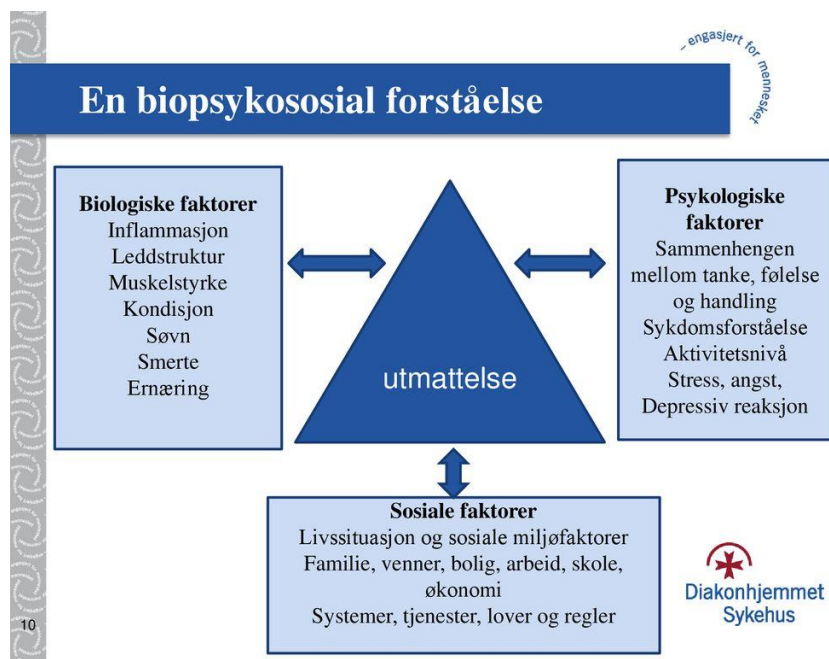 – engasjert for mennesket
En biopsykososial forståelse
Biologiske faktorer
Inflammasjon
Leddstruktur
Muskelstyrke
Kondisjon
Søvn
Smerte
Ernæring
utmattelse
Psykologiske
faktorer
Sammenhengen
mellom tanke, følelse
og handling
Sykdomsforståelse
Aktivitetsnivå
Stress, angst,
Depressiv reaksjon
Sosiale faktorer
Livssituasjon og sosiale miljøfaktorer
Familie, venner, bolig, arbeid, skole,
økonomi
Systemer, tjenester, lover og regler
Diakonhjemmet
Sykehus
10